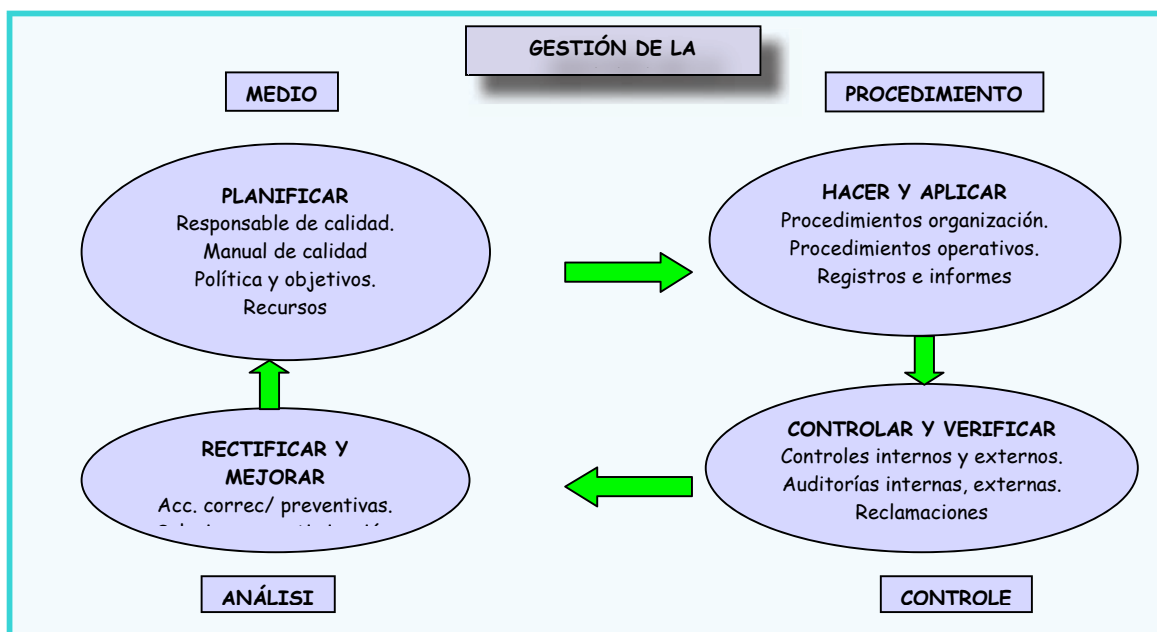 GESTIÓN DE LA
MEDIO
PROCEDIMIENTO
PLANIFICAR
Responsable de calidad.
Manual de calidad
Política y objetivos.
Recursos
HACER Y APLICAR
Procedimientos organización.
Procedimientos operativos.
Registros e informes
RECTIFICAR Y
MEJORAR
Acc. correc/ preventivas.
CONTROLAR Y VERIFICAR
Controles internos y externos.
Auditorías internas, externas.
Reclamaciones
ANÁLISI
CONTROLE